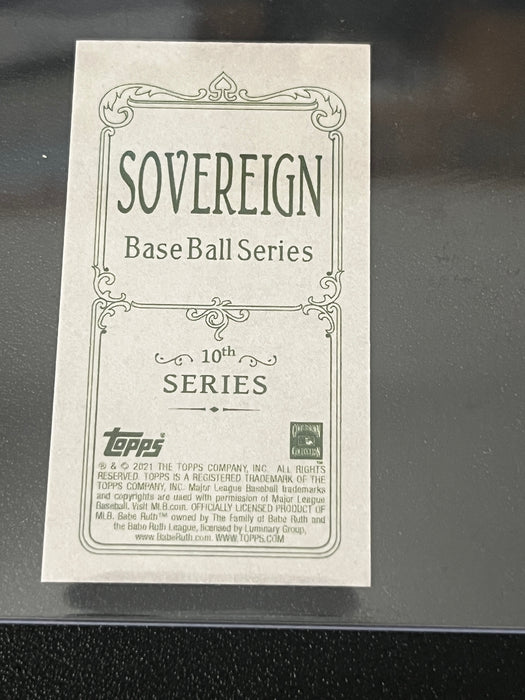 SOVEREIGN
Base Ball Series
10th
SERIES
Topps®
COOPERSTOWN
COLLECTION
™
® & © 2021 THE TOPPS COMPANY, INC. ALL RIGHTS
RESERVED. TOPPS IS A REGISTERED TRADEMARK OF THE
TOPPS COMPANY, INC. Major League Baseball trademarks
and copyrights are used with permission of Major League
Baseball. Visit MLB.com. OFFICIALLY LICENSED PRODUCT OF
MLB. Babe Ruth™ owned by The Family of Babe Ruth and
the Babe Ruth League, licensed by Luminary Group,
www.BabeRuth.com. WWW.TOPPS.COM